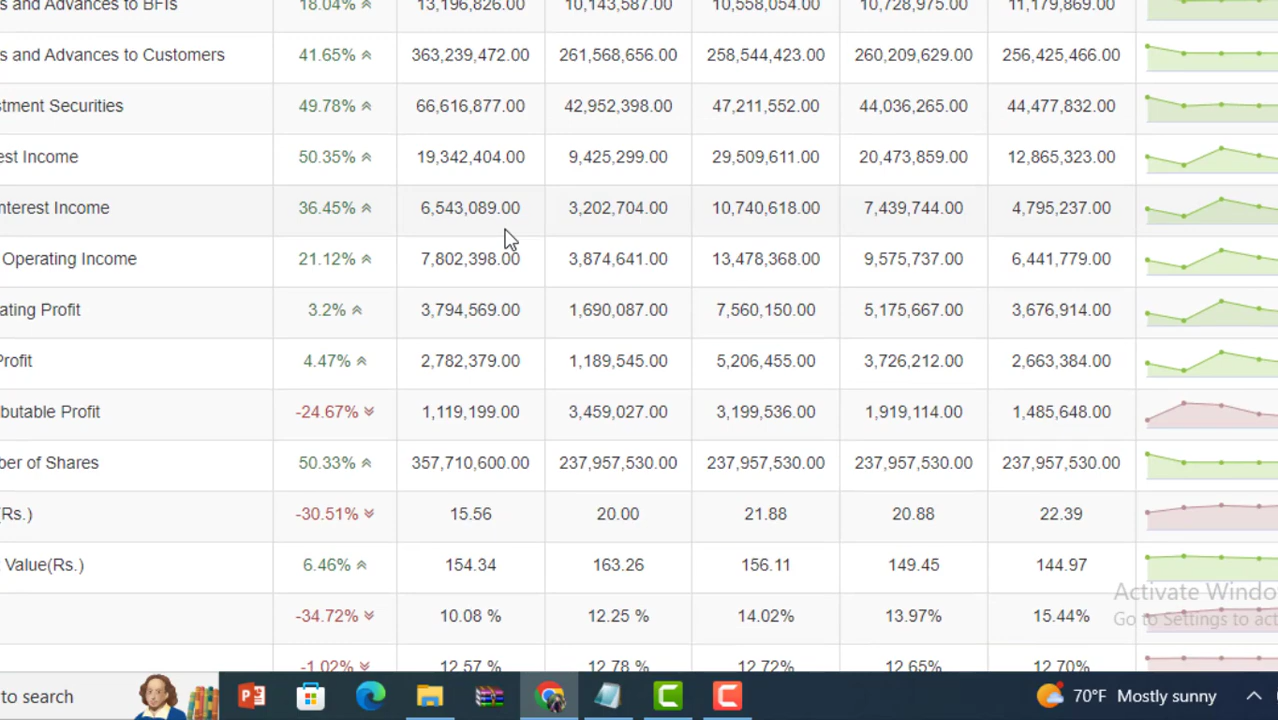 s and Advances to BFIs 18.04% 13,196,826.00 10,143,587.00 10,558,054.00 10,728,975.00 11,179,869.00
s and Advances to Customers 41.65% 363,239,472.00 261,568,656.00 258,544,423.00 260,209,629.00 256,425,466.00
stment Securities 49.78% 66,616,877.00 42,952,398.00 47,211,552.00 44,036,265.00 44,477,832.00
est Income 50.35% 19,342,404.00 9,425,299.00 29,509,611.00 20,473,859.00 12,865,323.00
nterest Income 36.45% 6,543,089.00 3,202,704.00 10,740,618.00 7,439,744.00 4,795,237.00
Operating Income 21.12% 7,802,398.00 3,874,641.00 13,478,368.00 9,575,737.00 6,441,779.00
ating Profit 3.2% 3,794,569.00 1,690,087.00 7,560,150.00 5,175,667.00 3,676,914.00
Profit 4.47% 2,782,379.00 1,189,545.00 5,206,455.00 3,726,212.00 2,663,384.00
butable Profit -24.67% 1,119,199.00 3,459,027.00 3,199,536.00 1,919,114.00 1,485,648.00
ber of Shares 50.33% 357,710,600.00 237,957,530.00 237,957,530.00 237,957,530.00 237,957,530.00
(Rs.) -30.51% 15.56 20.00 21.88 20.88 22.39
Value(Rs.) 6.46% 154.34 163.26 156.11 149.45 144.97
Activate Windo
-34.72% 10.08 % 12.25 % 14.02% 13.97% 15.44%
Go to Settings to act
-1.02% 12.57 % 12.78 % 12.72% 12.65% 12.70%
to search 70°F Mostly sunny